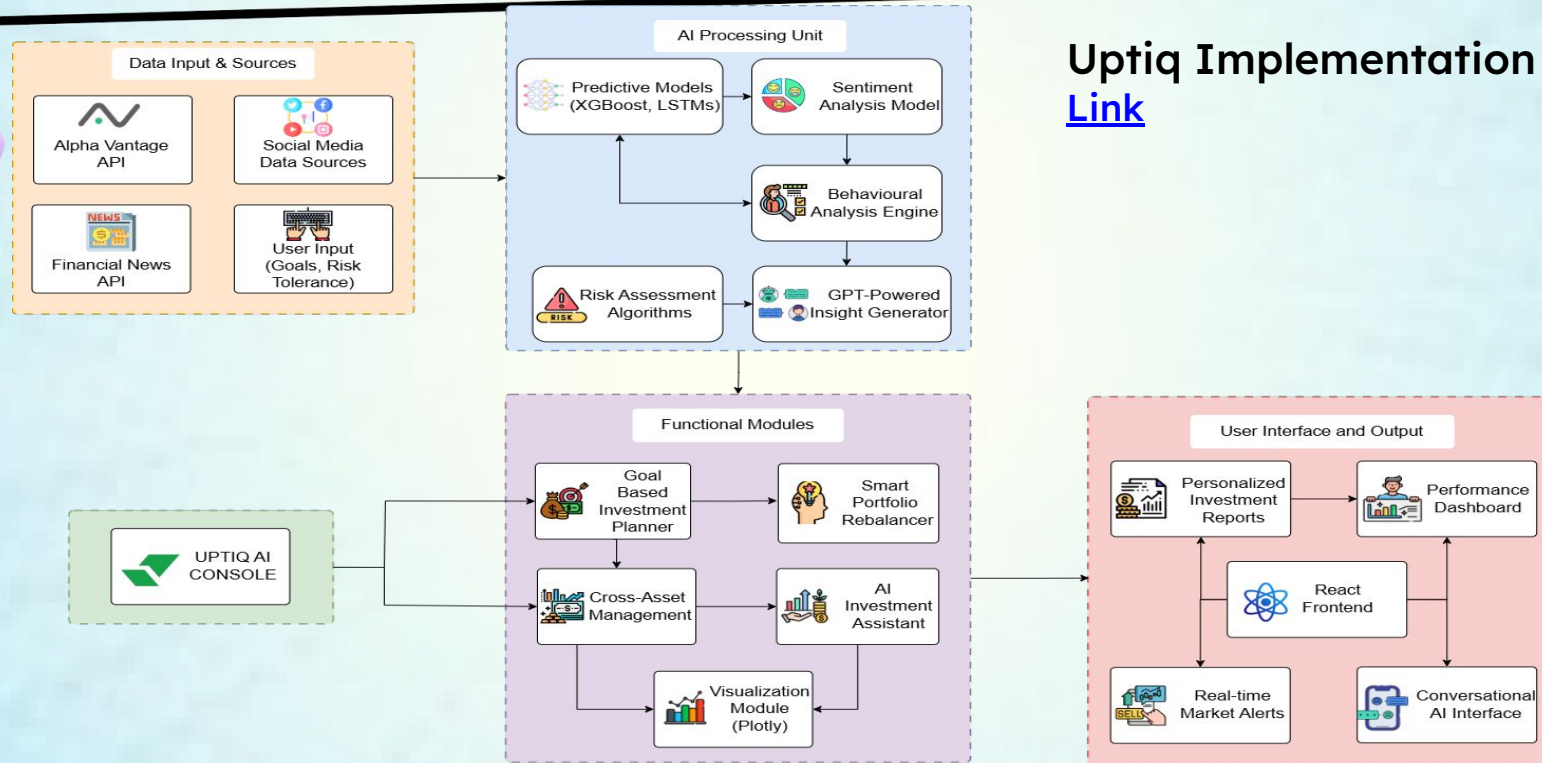 Uptiq Implementation
Link
Data Input & Sources
Alpha Vantage
API
Social Media
Data Sources
NEWS
Financial News
API
User Input
(Goals, Risk
Tolerance)
AI Processing Unit
Predictive Models
(XGBoost, LSTMs)
Sentiment
Analysis Model
Behavioural
Analysis Engine
RISK
Risk Assessment
Algorithms
GPT-Powered
Insight Generator
Functional Modules
Goal
Based
Investment
Planner
Smart
Portfolio
Rebalancer
Cross-Asset
Management
AI
Investment
Assistant
Visualization
Module
(Plotly)
UPTIQ AI
CONSOLE
User Interface and Output
Personalized
Investment
Reports
Performance
Dashboard
React
Frontend
SELL
Real-time
Market Alerts
Conversational
AI Interface